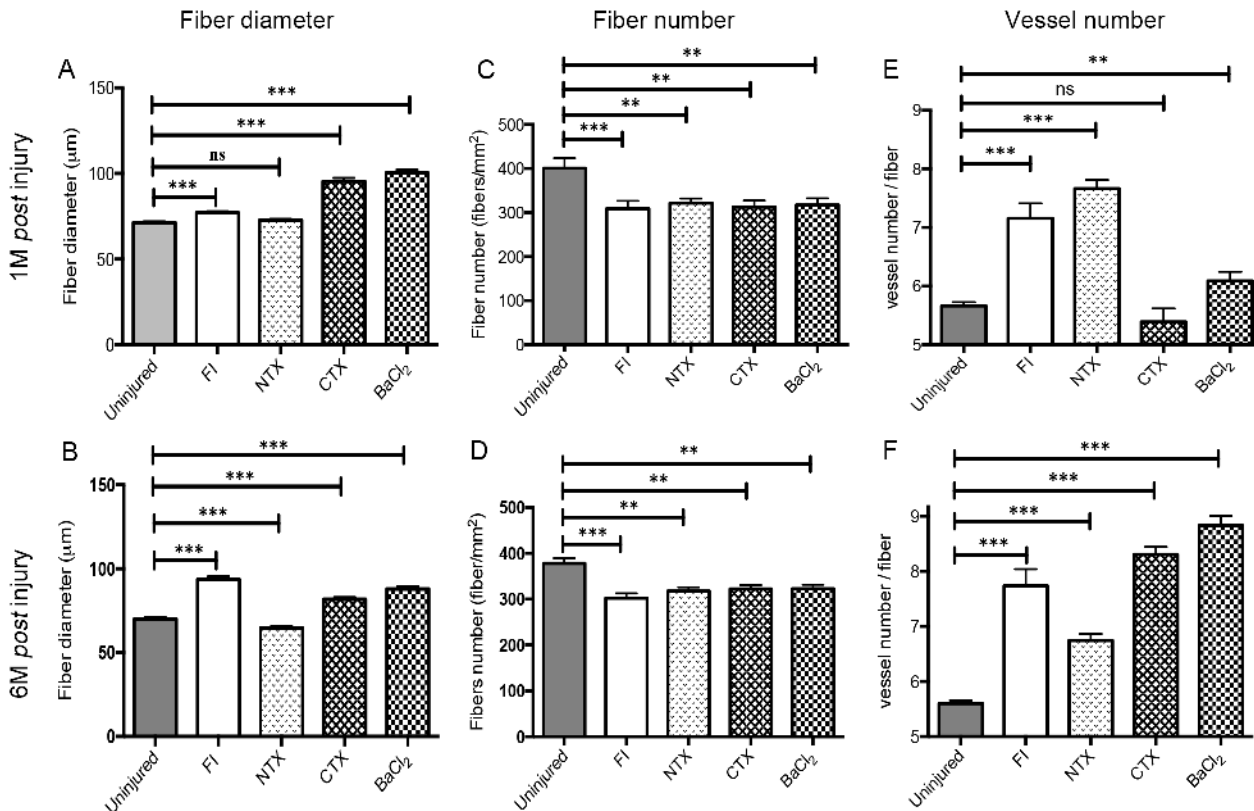 Fiber diameter
Fiber number
Vessel number
1M post injury
6M post injury
A
***
***
ns
***
150
100
50
0
Fiber diameter (μm)
Uninjured
FI
NTX
CTX
BaCl₂
C
**
**
**
***
500
400
300
200
100
0
Fiber number (fibers/mm²)
Uninjured
FI
NTX
CTX
BaCl₂
E
**
ns
***
***
9
8
7
6
5
vessel number / fiber
Uninjured
FI
NTX
CTX
BaCl₂
B
***
***
***
***
150
100
50
0
Fiber diameter (μm)
Uninjured
FI
NTX
CTX
BaCl₂
D
**
**
**
***
500
400
300
200
100
0
Fibers number (fiber/mm²)
Uninjured
FI
NTX
CTX
BaCl₂
F
***
***
***
***
9
8
7
6
5
vessel number / fiber
Uninjured
FI
NTX
CTX
BaCl₂